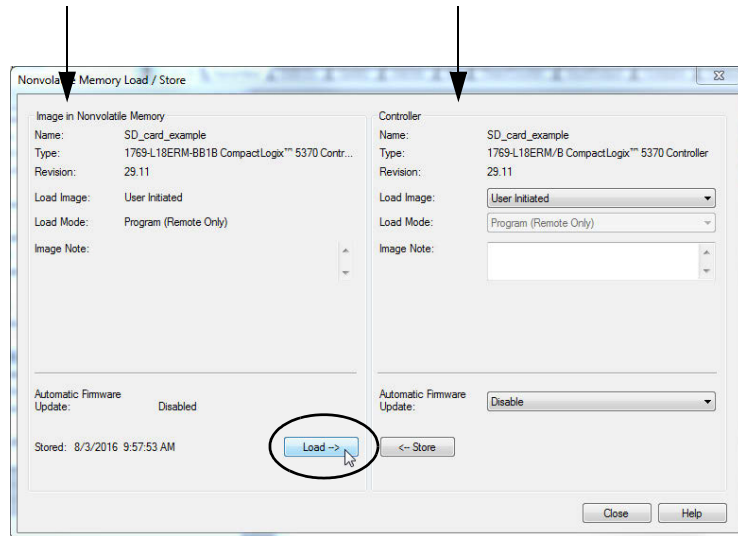 Nonvolatile Memory Load / Store
Image in Nonvolatile Memory
Name: SD_card_example
Type: 1769-L18ERM-BB1B CompactLogix™ 5370 Contr...
Revision: 29.11
Load Image: User Initiated
Load Mode: Program (Remote Only)
Image Note:
Automatic Firmware
Update: Disabled
Stored: 8/3/2016 9:57:53 AM
Load -->
Controller
Name: SD_card_example
Type: 1769-L18ERM/B CompactLogix™ 5370 Controller
Revision: 29.11
Load Image: User Initiated
Load Mode: Program (Remote Only)
Image Note:
Automatic Firmware
Update: Disable
<-- Store
Close Help